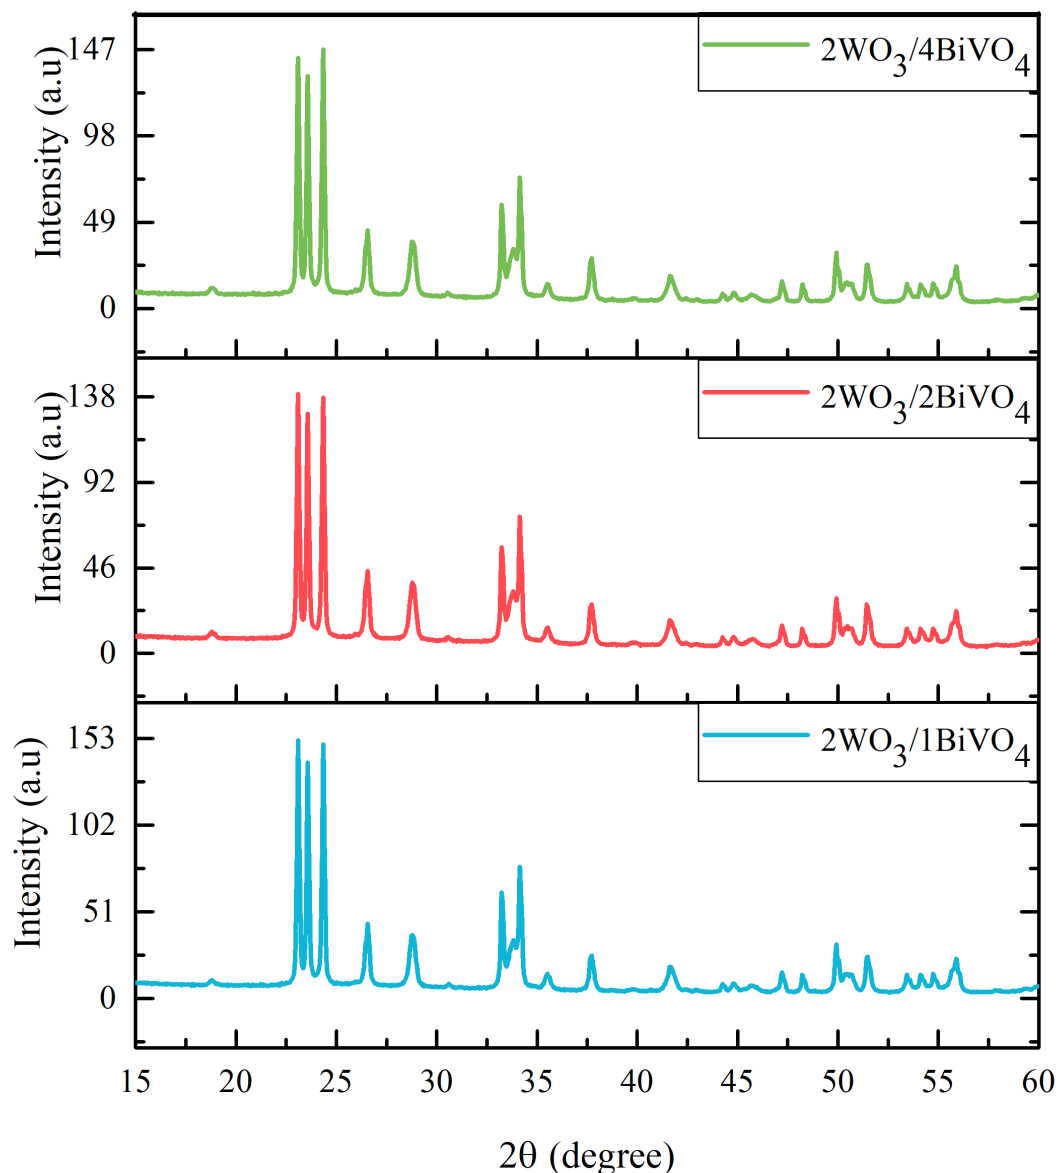 2WO3/4BiVO4
Intensity (a.u)
147
98
49
0
2WO3/2BiVO4
Intensity (a.u)
138
92
46
0
2WO3/1BiVO4
Intensity (a.u)
153
102
51
0
15 20 25 30 35 40 45 50 55 60
2θ (degree)